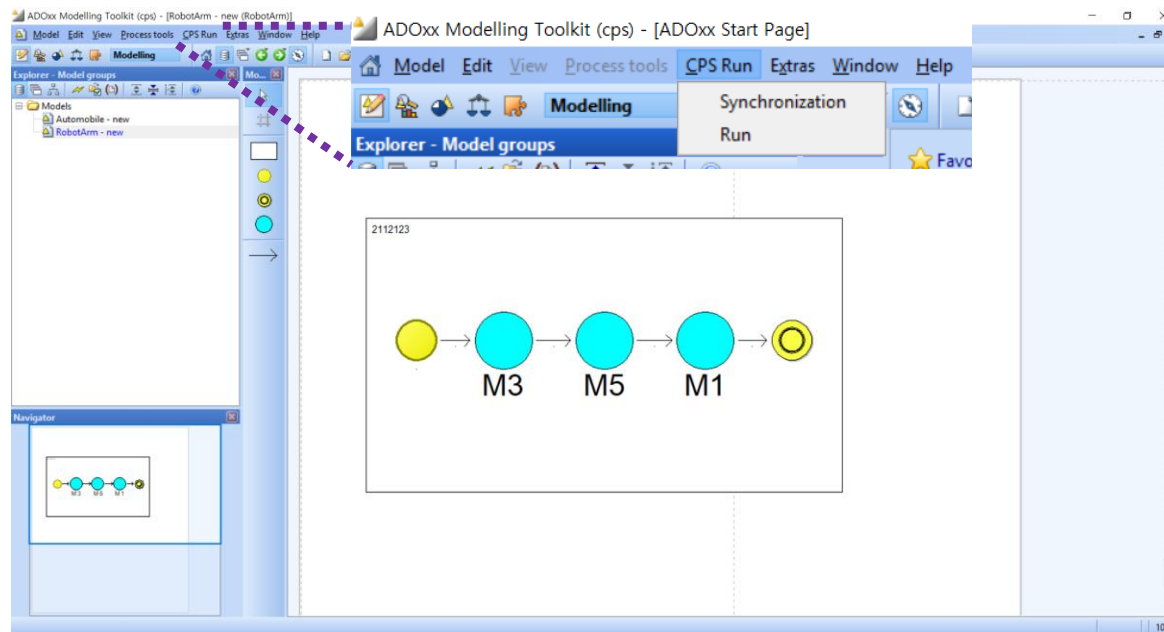 ADOxx Modelling Toolkit (cps) - [RobotArm - new (RobotArm)]
Model Edit View Process tools CPS Run Extras Window Help
Modelling
Explorer - Model groups
Mo...
Models
Automobile - new
RobotArm - new
ADOxx Modelling Toolkit (cps) - [ADOxx Start Page]
Model Edit View Process tools CPS Run Extras Window Help
Modelling
Synchronization
Run
Explorer - Model groups
Favo
2112123
M3 M5 M1
Navigator
M3 M5 M1
10